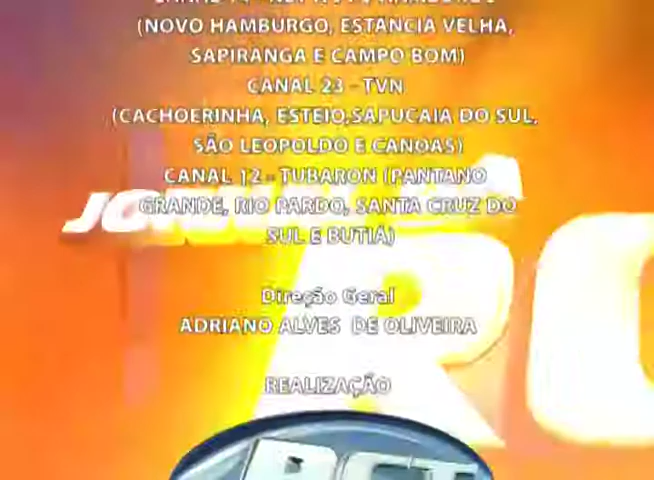 (NOVO HAMBURGO, ESTANCIA VELHA,
SAPIRANGA E CAMPO BOM)
CANAL 23 - TVN
(CACHOERINHA, ESTEIO,SAPUCAIA DO SUL,
SÃO LEOPOLDO E CANOAS)
CANAL 12 - TUBARON (PANTANO
GRANDE, RIO PARDO, SANTA CRUZ DO
SUL E BUTIÁ)
Direção Geral
ADRIANO ALVES DE OLIVEIRA
REALIZAÇÃO